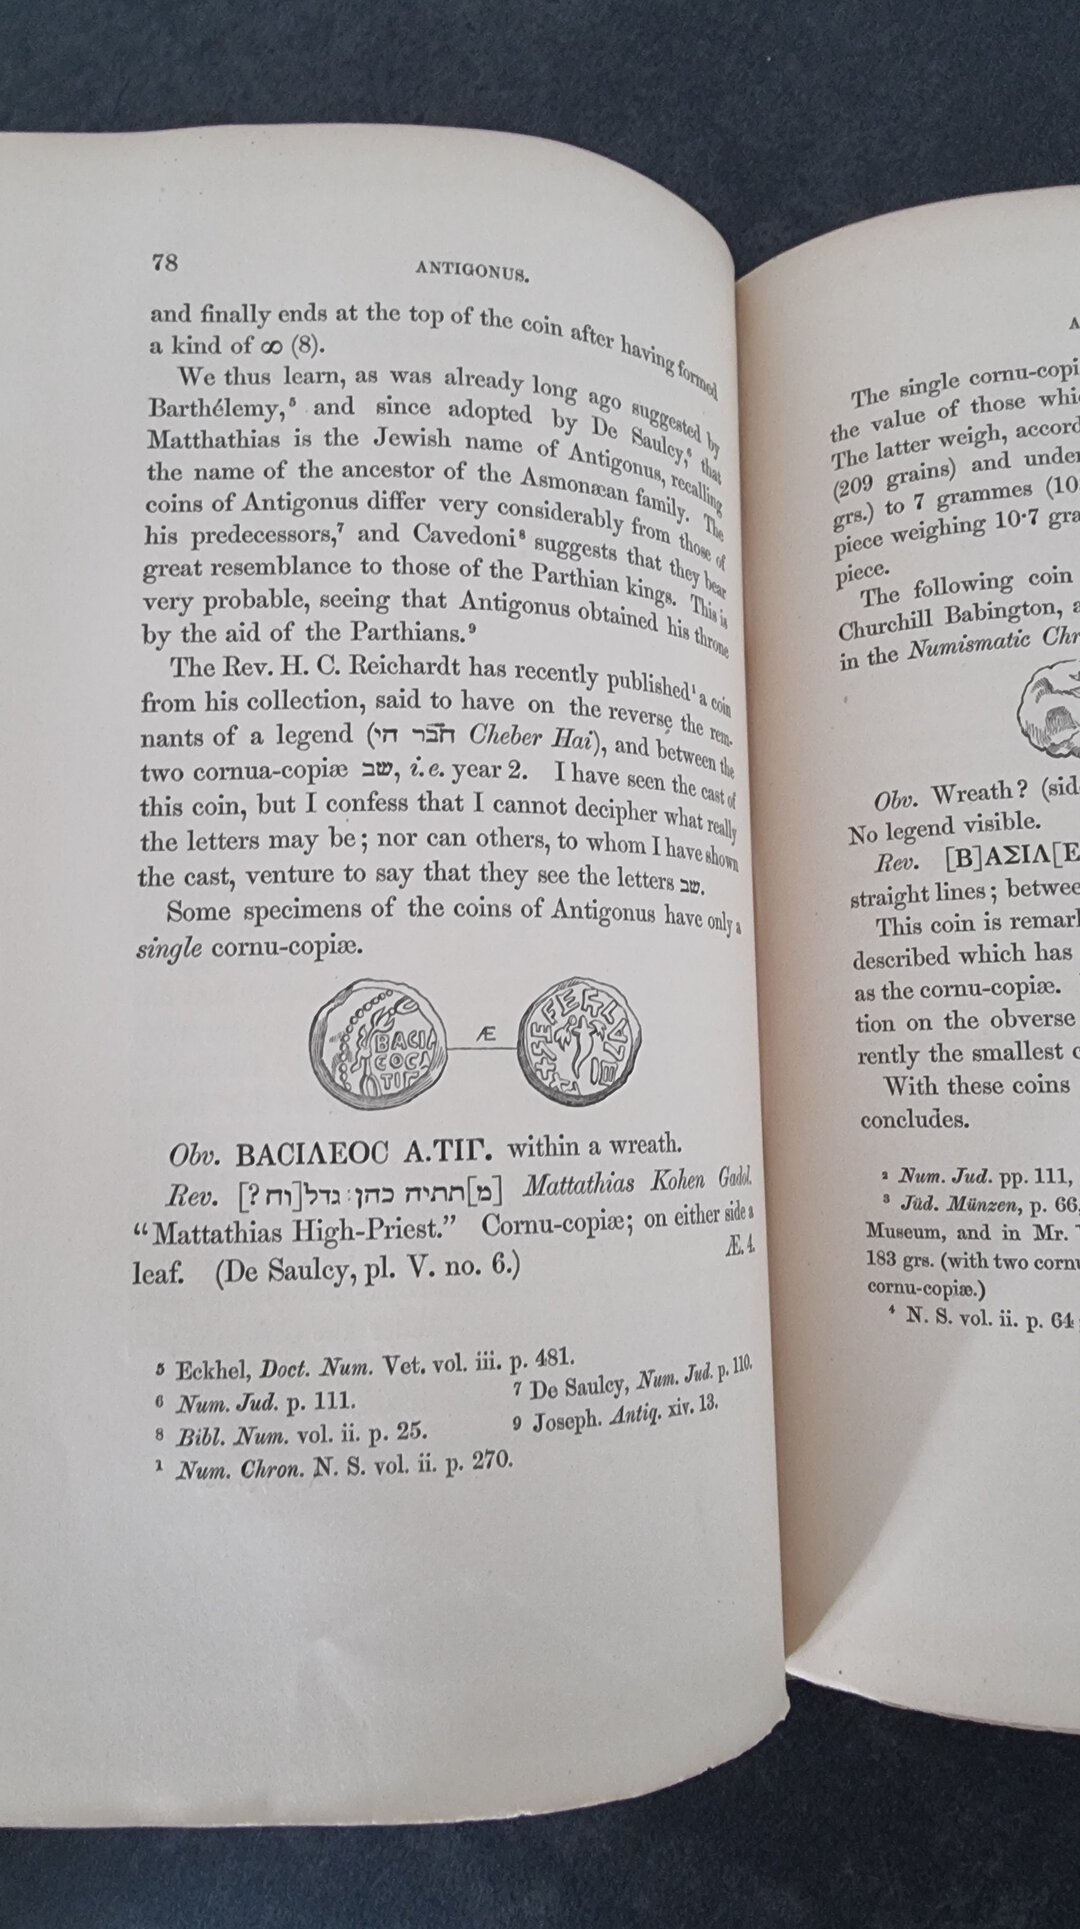 78
ANTIGONUS.
and finally ends at the top of the coin after having formed
a kind of ∞ (8).
We thus learn, as was already long ago suggested by
Barthélemy,⁵ and since adopted by De Saulcy,⁶ that
Matthathias is the Jewish name of Antigonus, recalling
the name of the ancestor of the Asmonæan family. The
coins of Antigonus differ very considerably from those of
his predecessors,⁷ and Cavedoni⁸ suggests that they bear
great resemblance to those of the Parthian kings. This is
very probable, seeing that Antigonus obtained his throne
by the aid of the Parthians.⁹
The Rev. H. C. Reichardt has recently published¹ a coin
from his collection, said to have on the reverse the rem-
nants of a legend (חבר הי Cheber Hai), and between the
two cornua-copiæ שב, i.e. year 2. I have seen the cast of
this coin, but I confess that I cannot decipher what really
the letters may be; nor can others, to whom I have shown
the cast, venture to say that they see the letters שב.
Some specimens of the coins of Antigonus have only a
single cornu-copiæ.
BACIΛ
ΤΙΓ
Æ
Obv. BACIΛEOC A.TIΓ. within a wreath.
Rev. [מ]תתיה כהן: גדל[וח ?] Mattathias Kohen Gadol.
“Mattathias High-Priest.” Cornu-copiæ; on either side a
leaf. (De Saulcy, pl. V. no. 6.) Æ. 4.
⁵ Eckhel, Doct. Num. Vet. vol. iii. p. 481.
⁶ Num. Jud. p. 111. ⁷ De Saulcy, Num. Jud. p. 110.
⁸ Bibl. Num. vol. ii. p. 25. ⁹ Joseph. Antiq. xiv. 13.
¹ Num. Chron. N. S. vol. ii. p. 270.
A
The single cornu-copi
the value of those whi
The latter weigh, accord
(209 grains) and under
grs.) to 7 grammes (10
piece weighing 10·7 gra
piece.
The following coin
Churchill Babington, a
in the Numismatic Chr
Obv. Wreath? (sid
No legend visible.
Rev. [B]AΣIΛ[E
straight lines; betwee
This coin is remark
described which has
as the cornu-copiæ.
tion on the obverse
rently the smallest c
With these coins
concludes.
² Num. Jud. pp. 111,
³ Jüd. Münzen, p. 66,
Museum, and in Mr.
183 grs. (with two cornu
cornu-copiæ.)
⁴ N. S. vol. ii. p. 64